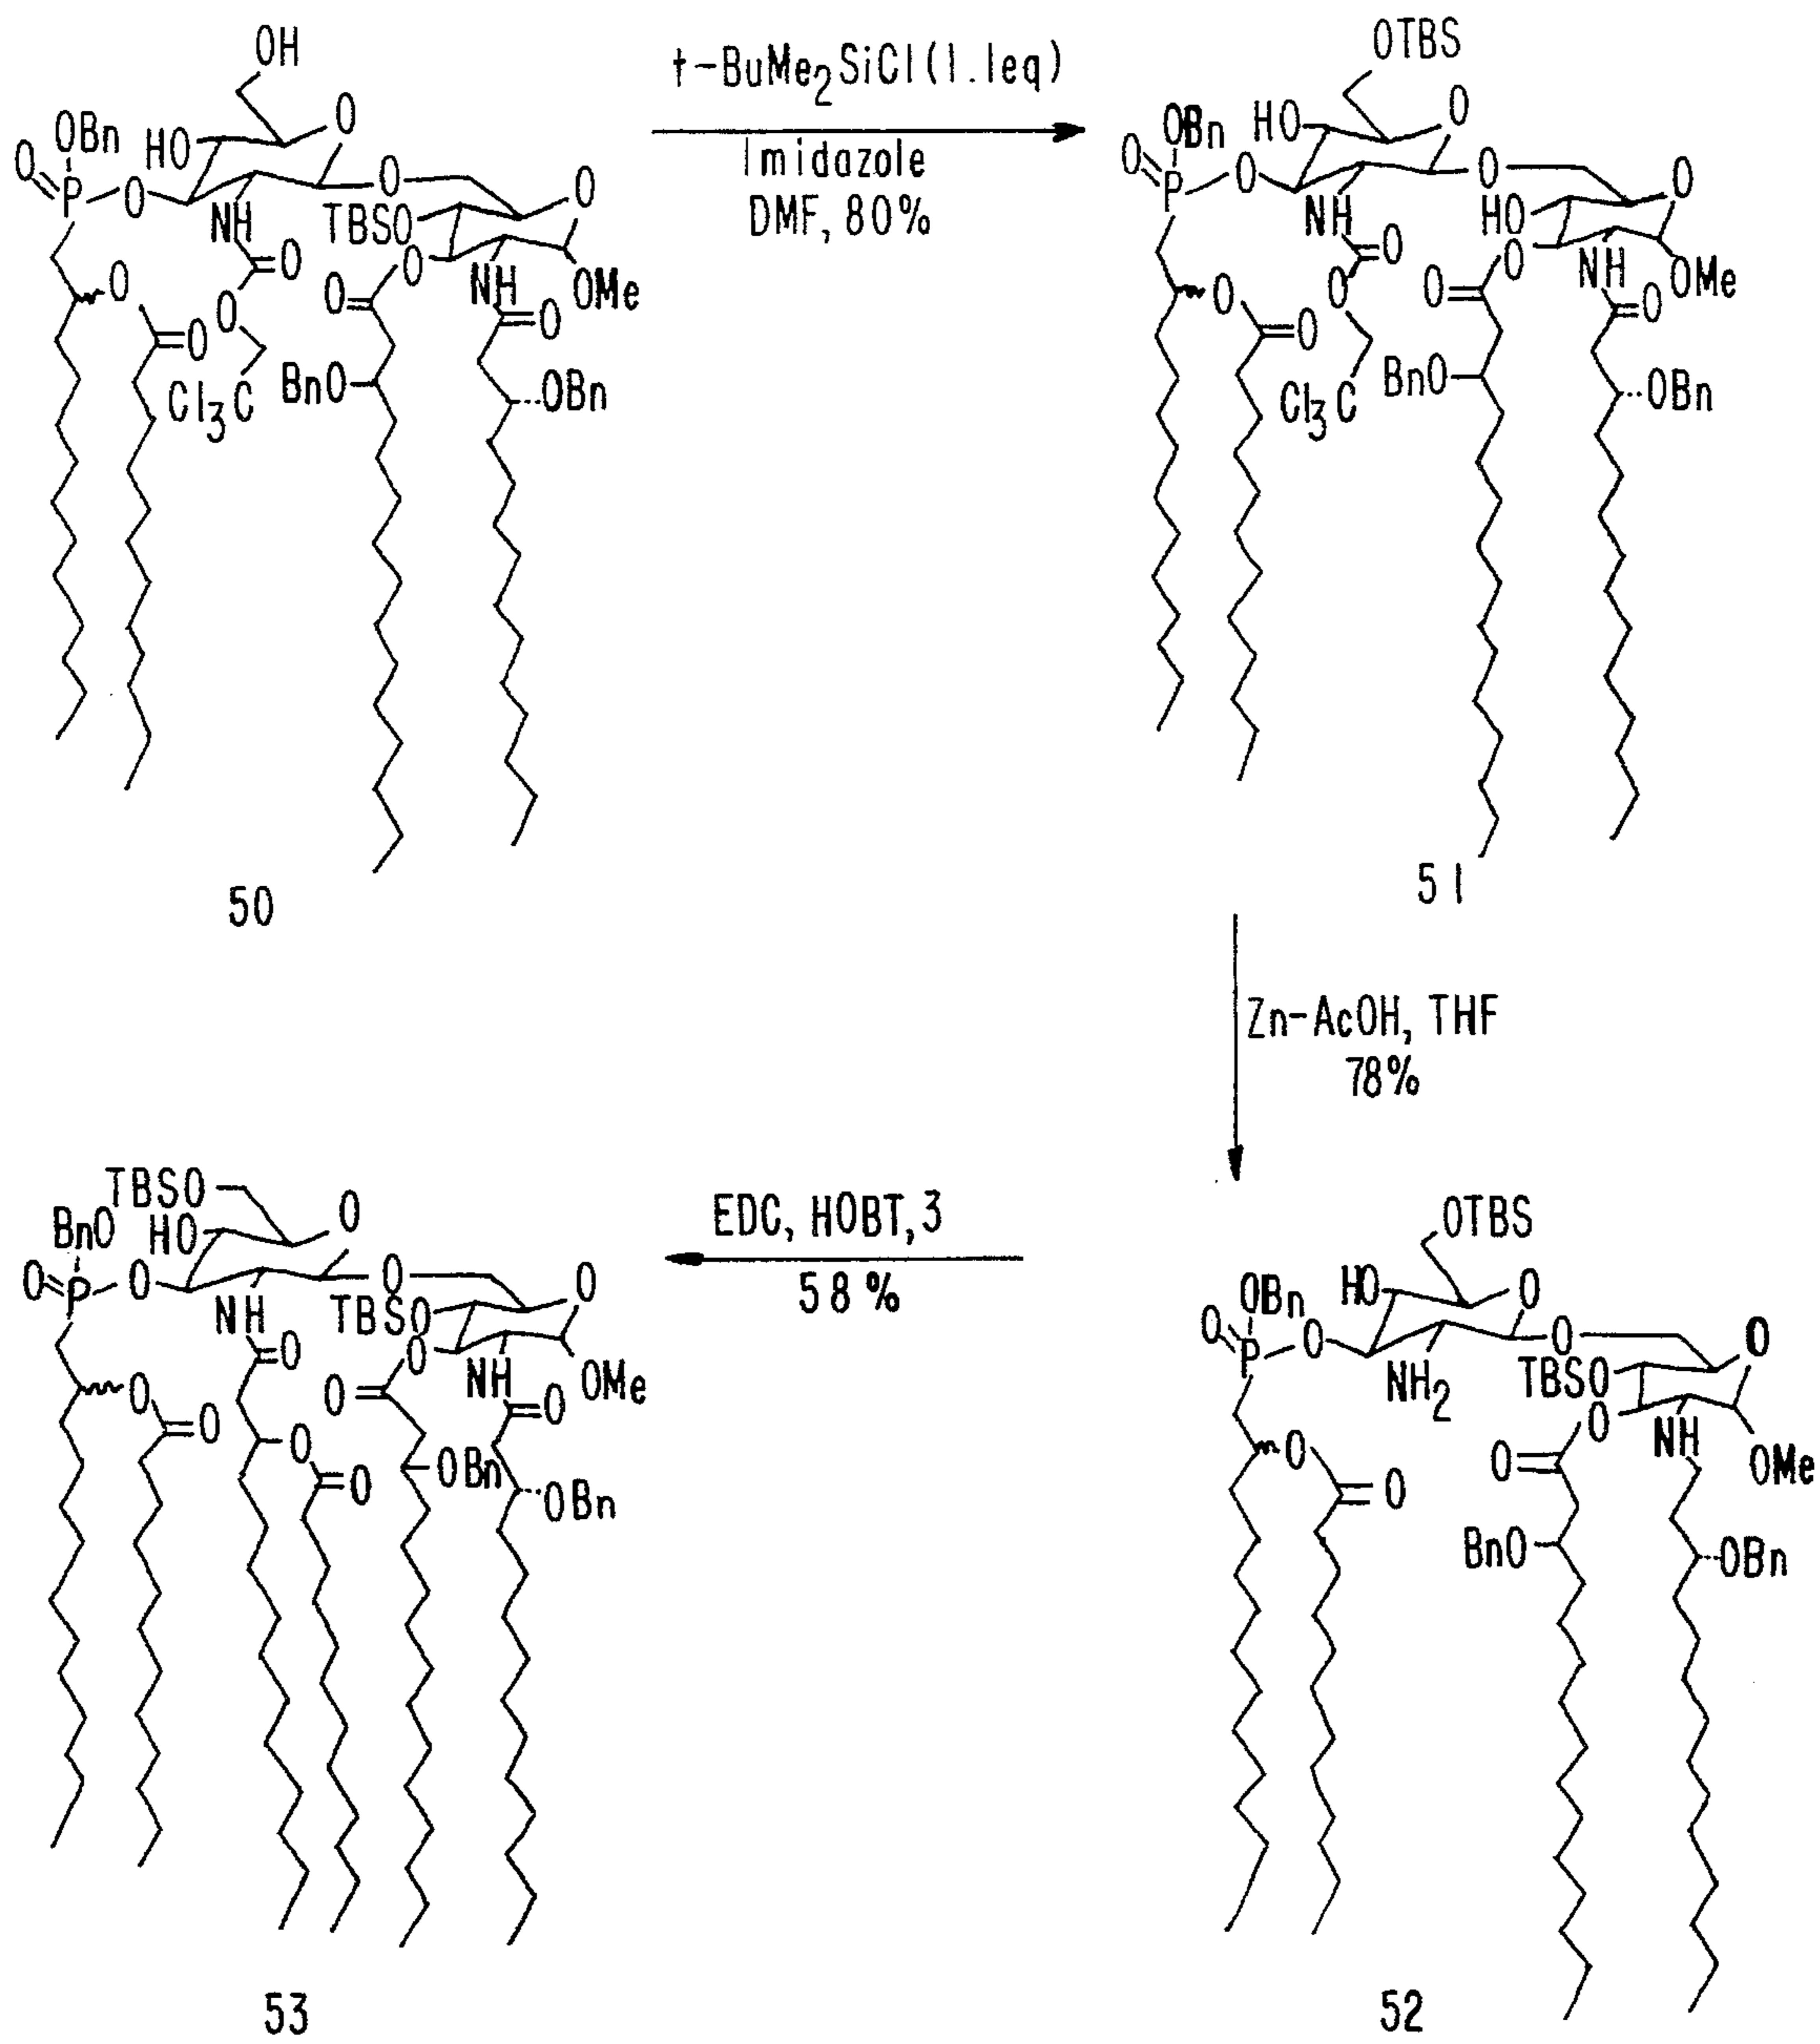 OH
OBn
HO
O
O
P
O
O
O
NH
TBSO
O
O
O
O
O
NH
OMe
O
O
BnO
OBn
Cl3C
50
t-BuMe2SiCl(1.1eq)
Imidazole
DMF, 80%
OTBS
O
OBn
HO
O
P
O
O
O
NH
HO
O
O
NH
OMe
O
O
O
O
O
BnO
OBn
Cl3C
51
Zn-AcOH, THF
78%
TBSO
O
BnO
HO
O
P
O
O
O
NH
TBSO
O
O
O
NH
OMe
O
O
O
O
O
OBn
O
OBn
53
EDC, HOBT, 3
58%
OTBS
OBn
HO
O
O
P
O
O
O
NH2
TBSO
O
NH
OMe
O
O
O
BnO
OBn
52